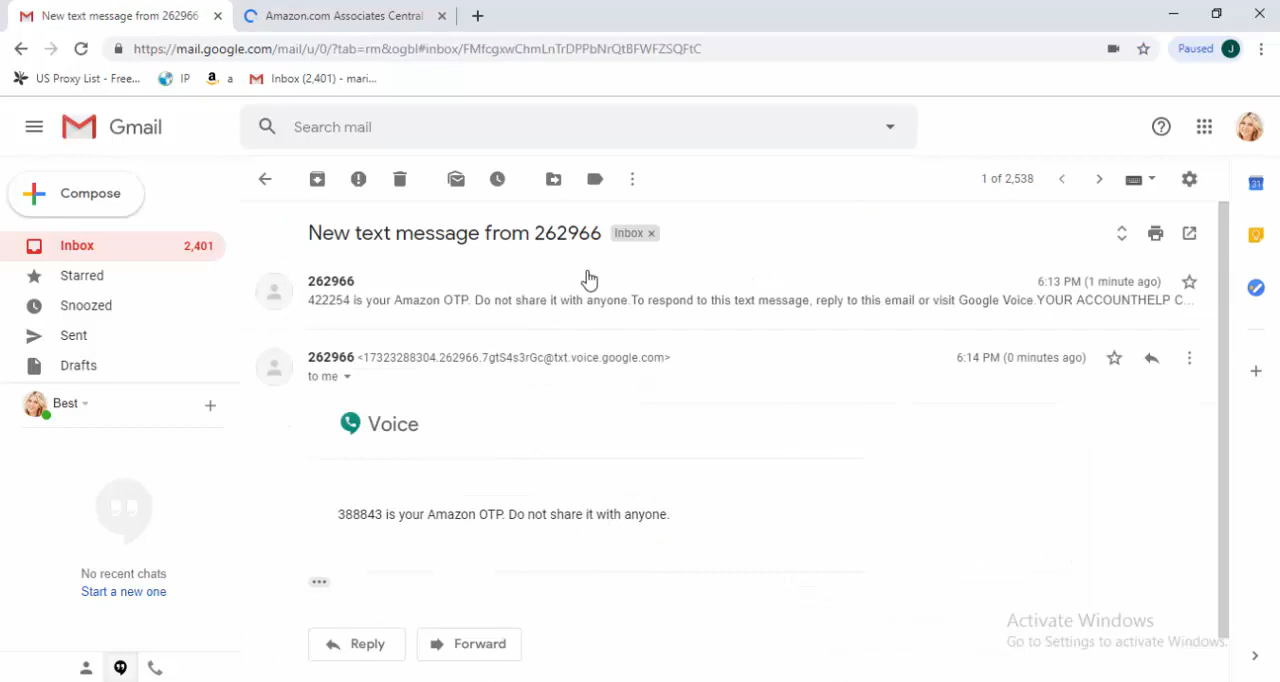 New text message from 262966
Amazon.com Associates Central
https://mail.google.com/mail/u/0/?tab=rm&ogbl#inbox/FMfcgxwChmLnTrDPPbNrQtBFWFZSQFtC
Paused J
US Proxy List - Free...
IP
a a
Inbox (2,401) - mari...
Gmail
Search mail
Compose
1 of 2,538
31
Inbox 2,401
Starred
Snoozed
Sent
Drafts
Best
No recent chats
Start a new one
New text message from 262966 Inbox x
262966 6:13 PM (1 minute ago)
422254 is your Amazon OTP. Do not share it with anyone.To respond to this text message, reply to this email or visit Google Voice.YOUR ACCOUNTHELP C...
262966 <17323288304.262966.7gtS4s3rGc@txt.voice.google.com> 6:14 PM (0 minutes ago)
to me
Voice
388843 is your Amazon OTP. Do not share it with anyone.
Reply
Forward
Activate Windows
Go to Settings to activate Windows.